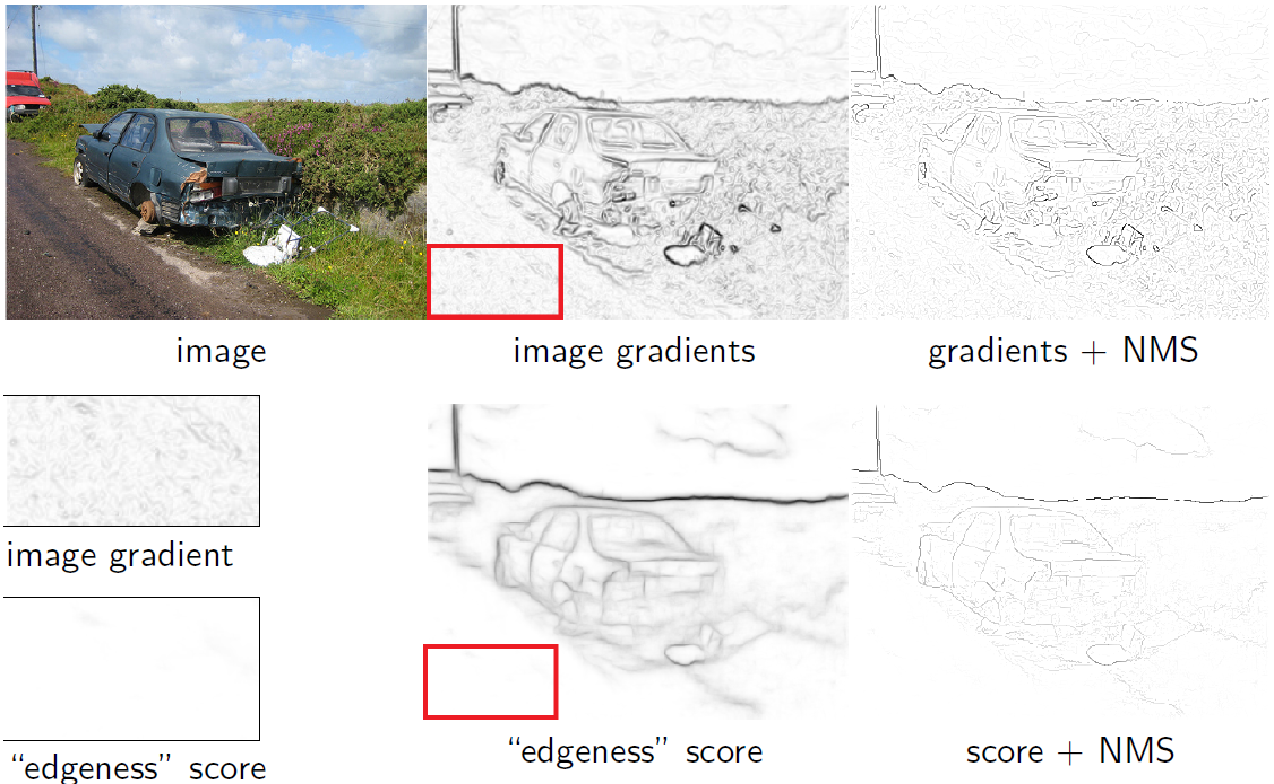 image
image gradients
gradients + NMS
image gradient
“edgeness” score
“edgeness” score
score + NMS